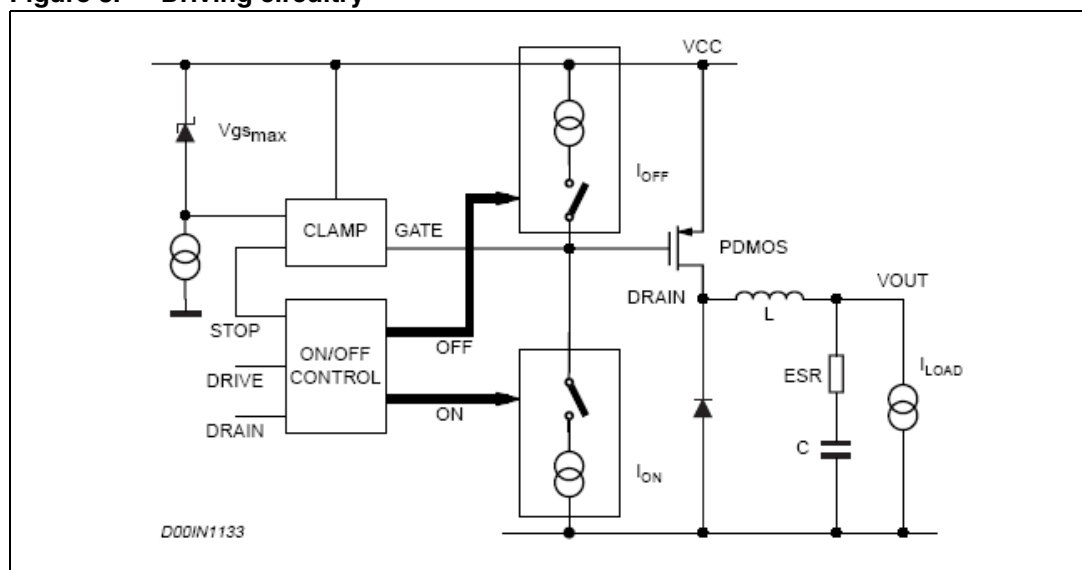 Figure 8. Driving circuitry
VCC
Vgsmax
IOFF
CLAMP
GATE
PDMOS
DRAIN
VOUT
L
STOP
OFF
ON/OFF
CONTROL
DRIVE
ESR
ILOAD
ON
DRAIN
C
ION
D00IN1133